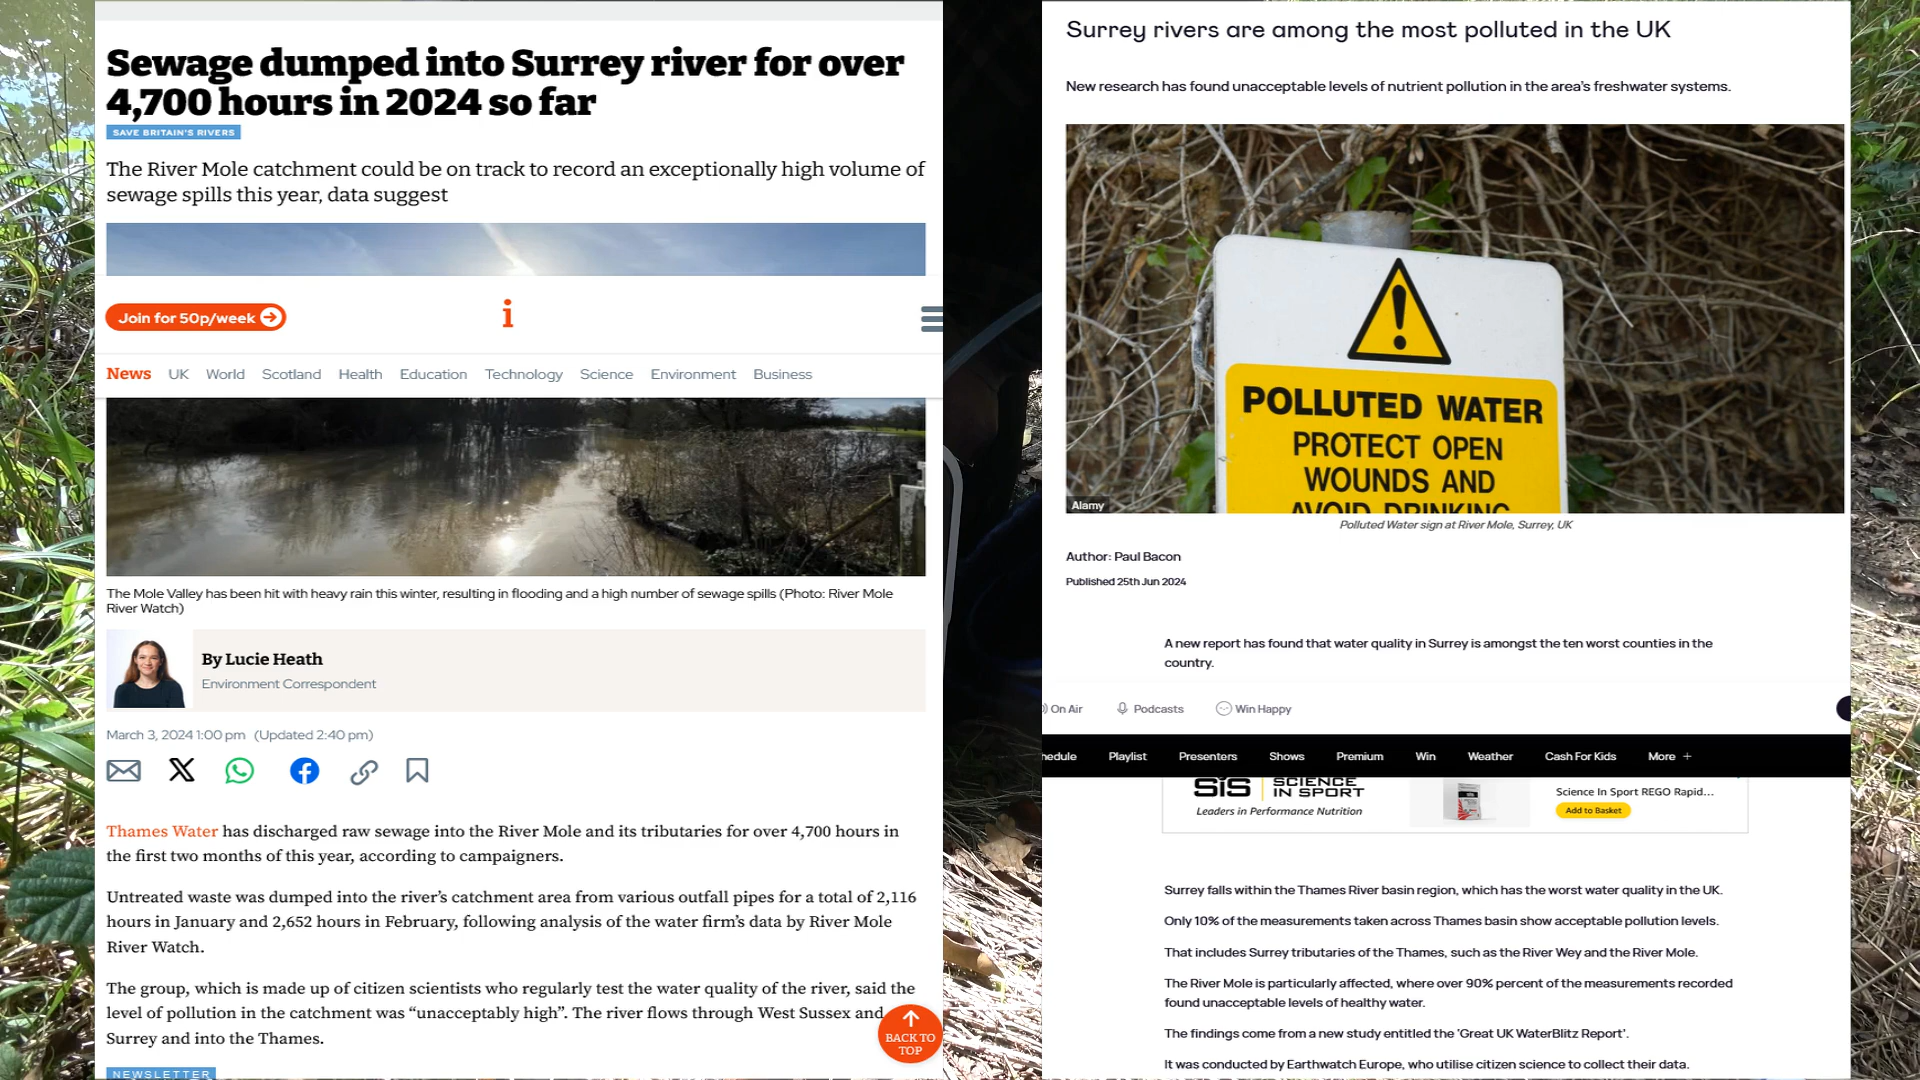 Sewage dumped into Surrey river for over
4,700 hours in 2024 so far
SAVE BRITAIN'S RIVERS
The River Mole catchment could be on track to record an exceptionally high volume of
sewage spills this year, data suggest
Join for 50p/week
i
News UK World Scotland Health Education Technology Science Environment Business
The Mole Valley has been hit with heavy rain this winter, resulting in flooding and a high number of sewage spills (Photo: River Mole
River Watch)
By Lucie Heath
Environment Correspondent
March 3, 2024 1:00 pm (Updated 2:40 pm)
Thames Water has discharged raw sewage into the River Mole and its tributaries for over 4,700 hours in
the first two months of this year, according to campaigners.
Untreated waste was dumped into the river's catchment area from various outfall pipes for a total of 2,116
hours in January and 2,652 hours in February, following analysis of the water firm's data by River Mole
River Watch.
The group, which is made up of citizen scientists who regularly test the water quality of the river, said the
level of pollution in the catchment was “unacceptably high”. The river flows through West Sussex and
Surrey and into the Thames.
BACK TO
TOP
NEWSLETTER
Surrey rivers are among the most polluted in the UK
New research has found unacceptable levels of nutrient pollution in the area's freshwater systems.
POLLUTED WATER
PROTECT OPEN
WOUNDS AND
AVOID DRINKING
Alamy
Polluted Water sign at River Mole, Surrey, UK
Author: Paul Bacon
Published 25th Jun 2024
A new report has found that water quality in Surrey is amongst the ten worst counties in the
country.
On Air Podcasts Win Happy
hedule Playlist Presenters Shows Premium Win Weather Cash For Kids More +
SiS SCIENCE
IN SPORT
Leaders in Performance Nutrition
Science In Sport REGO Rapid...
Add to Basket
Surrey falls within the Thames River basin region, which has the worst water quality in the UK.
Only 10% of the measurements taken across Thames basin show acceptable pollution levels.
That includes Surrey tributaries of the Thames, such as the River Wey and the River Mole.
The River Mole is particularly affected, where over 90% percent of the measurements recorded
found unacceptable levels of healthy water.
The findings come from a new study entitled the 'Great UK WaterBlitz Report'.
It was conducted by Earthwatch Europe, who utilise citizen science to collect their data.